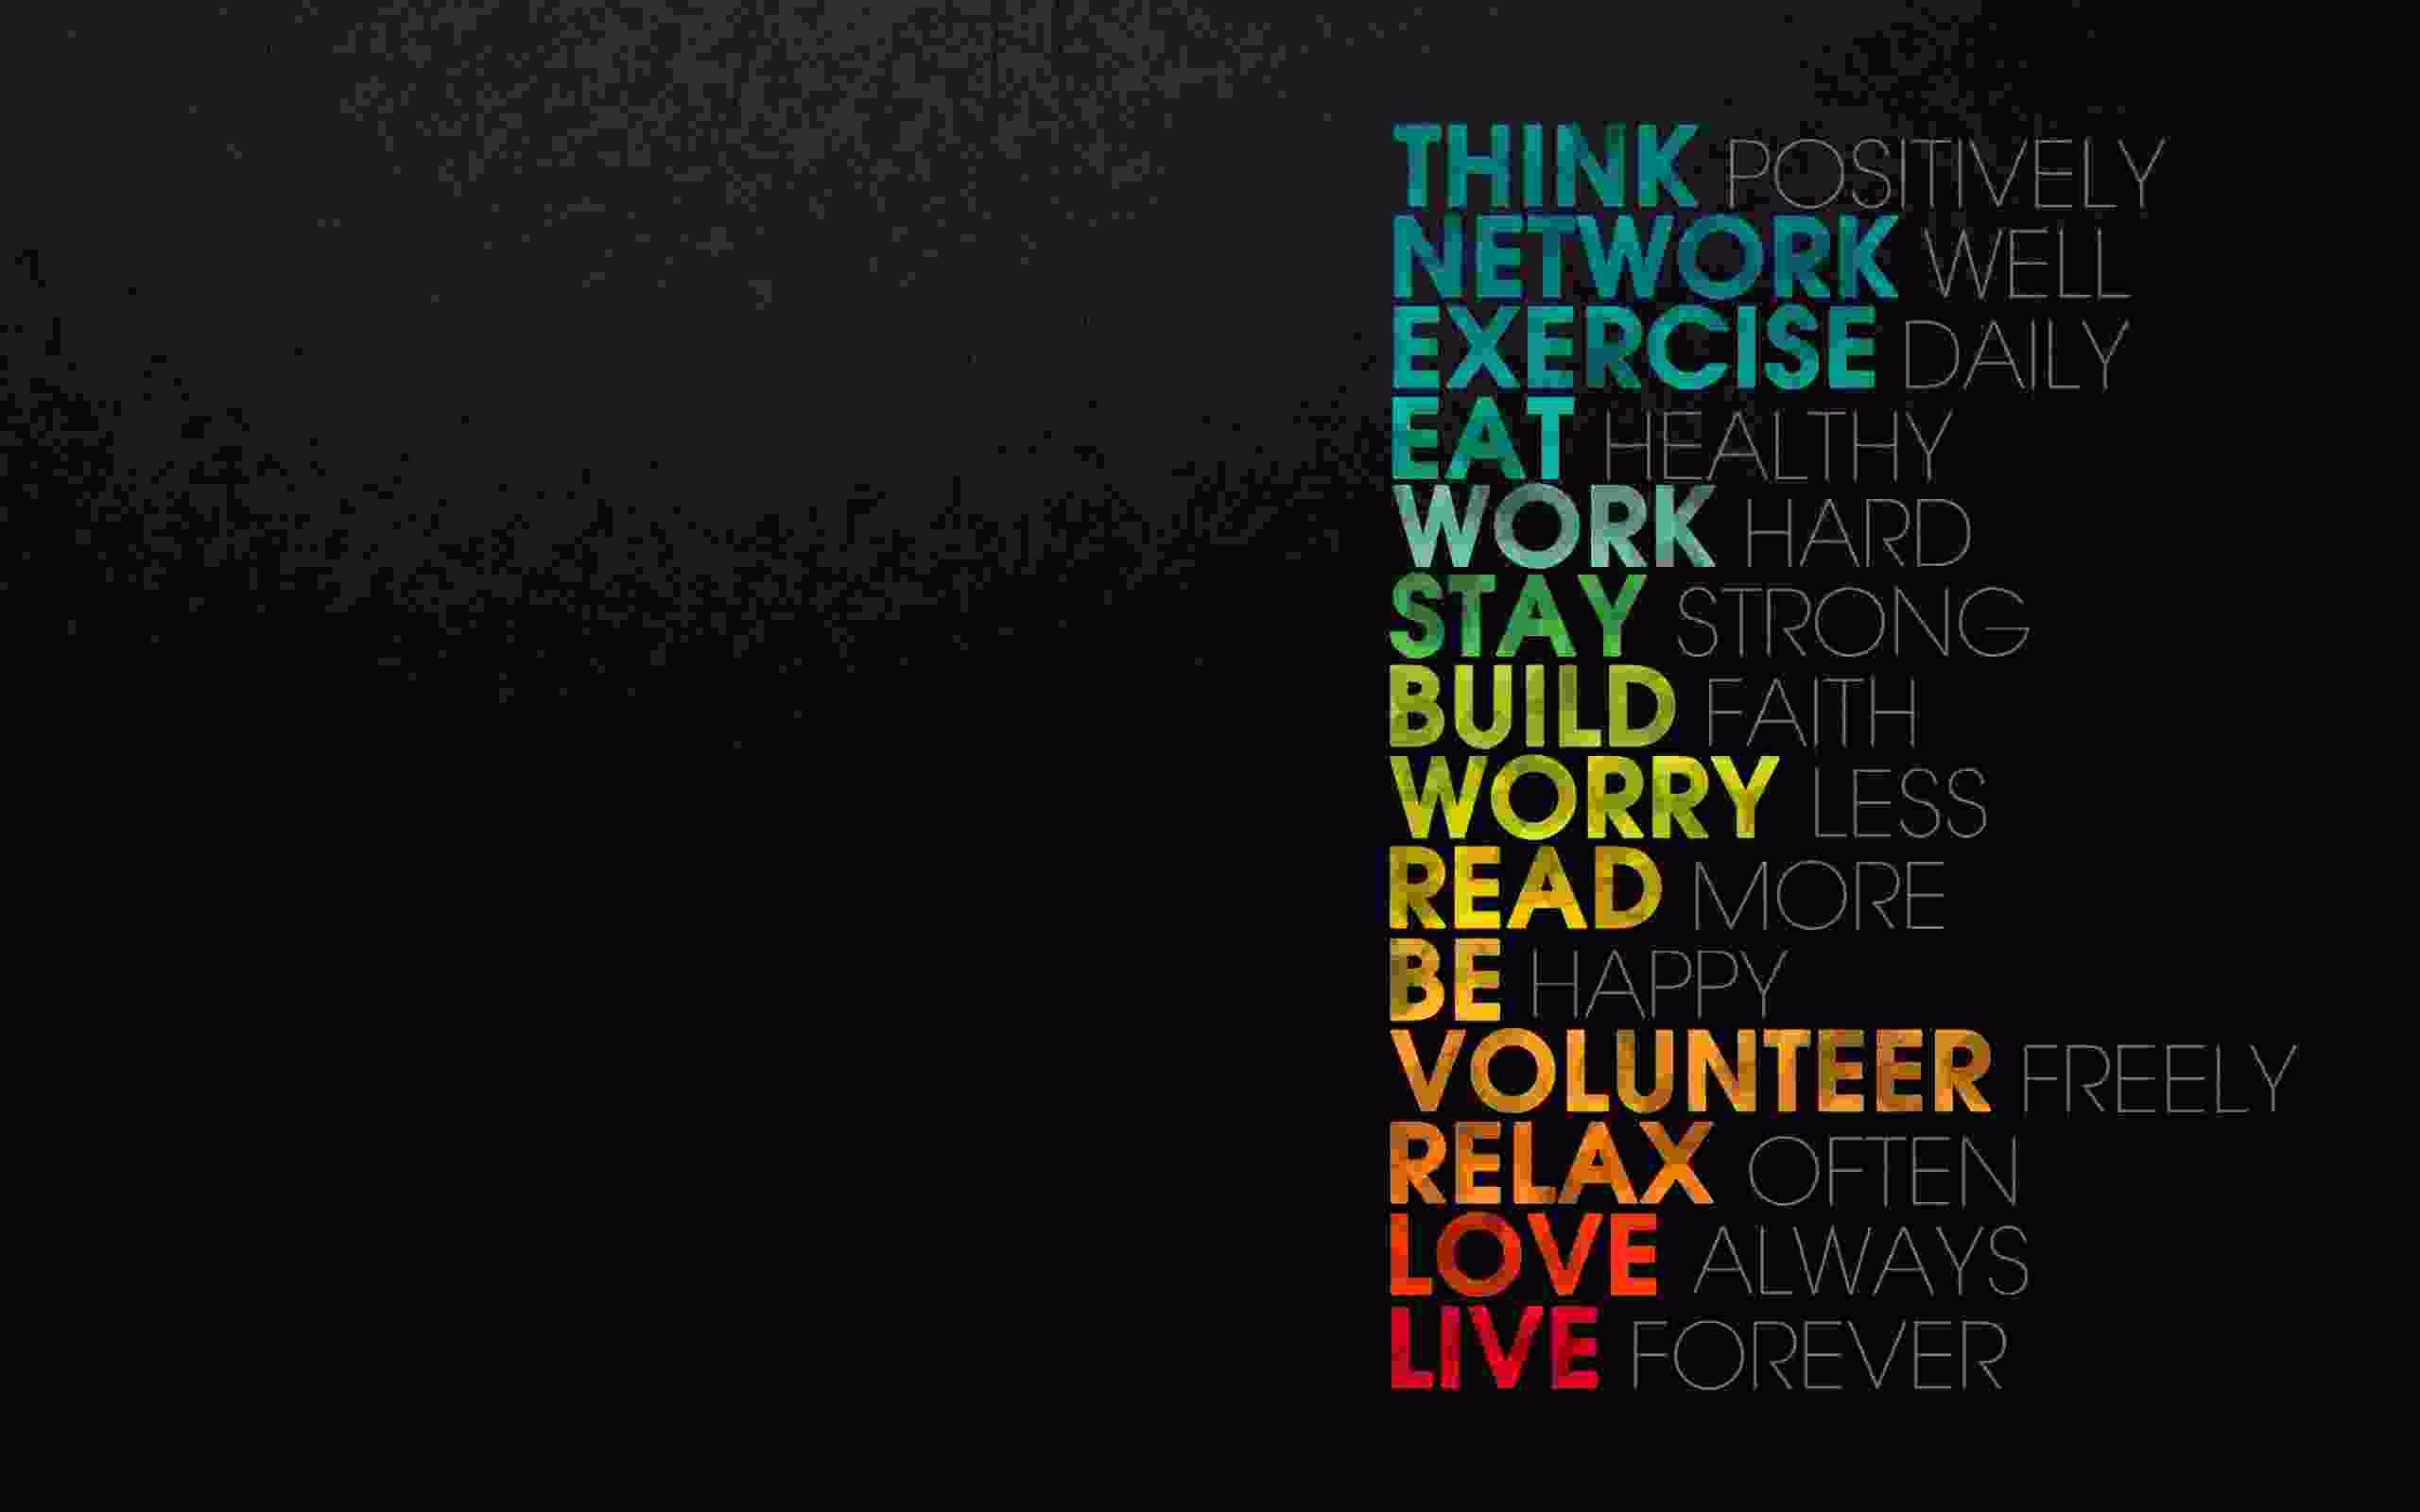 THINK POSITIVELY
NETWORK WELL
EXERCISE DAILY
EAT HEALTHY
WORK HARD
STAY STRONG
BUILD FAITH
WORRY LESS
READ MORE
BE HAPPY
VOLUNTEER FREELY
RELAX OFTEN
LOVE ALWAYS
LIVE FOREVER